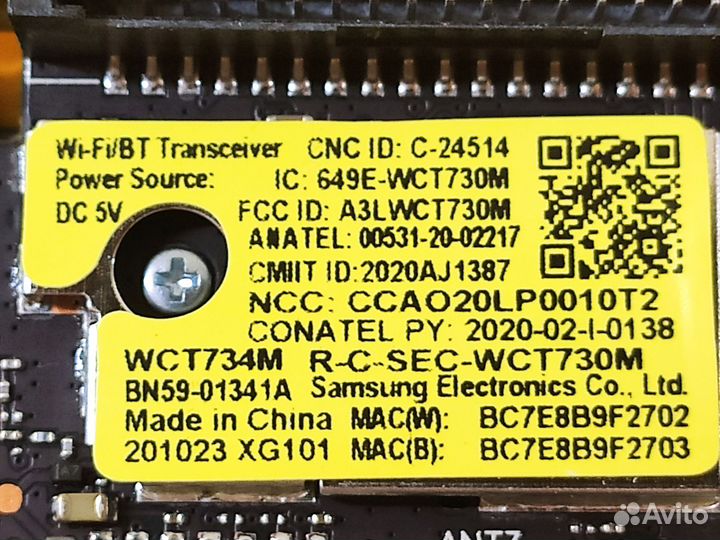 Wi-Fi/BT Transceiver CNC ID: C-24514
Power Source: IC: 649E-WCT730M
DC 5V FCC ID: A3LWCT730M
ANATEL: 00531-20-02217
CMIIT ID:2020AJ1387
NCC: CCAO20LP0010T2
CONATEL PY: 2020-02-I-0138
WCT734M R-C-SEC-WCT730M
BN59-01341A Samsung Electronics Co., Ltd.
Made in China MAC(W): BC7E8B9F2702
201023 XG101 MAC(B): BC7E8B9F2703
Avito